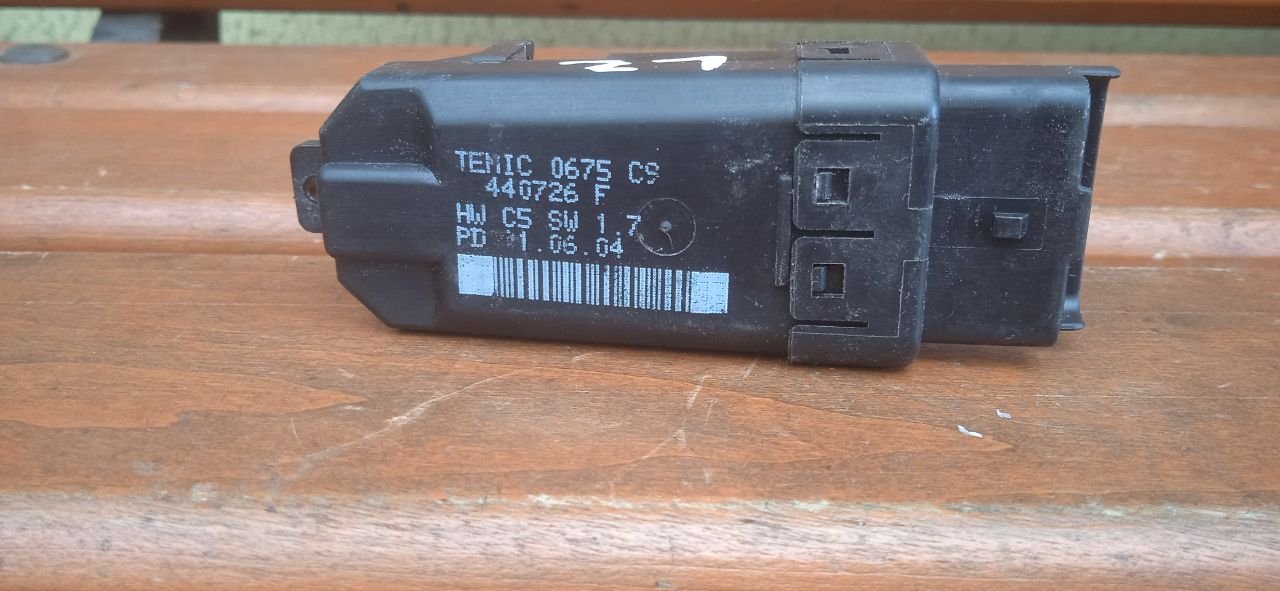 TEMIC 0675 C9
440726 F
HW C5 SW 1.7
PD 1.06.04